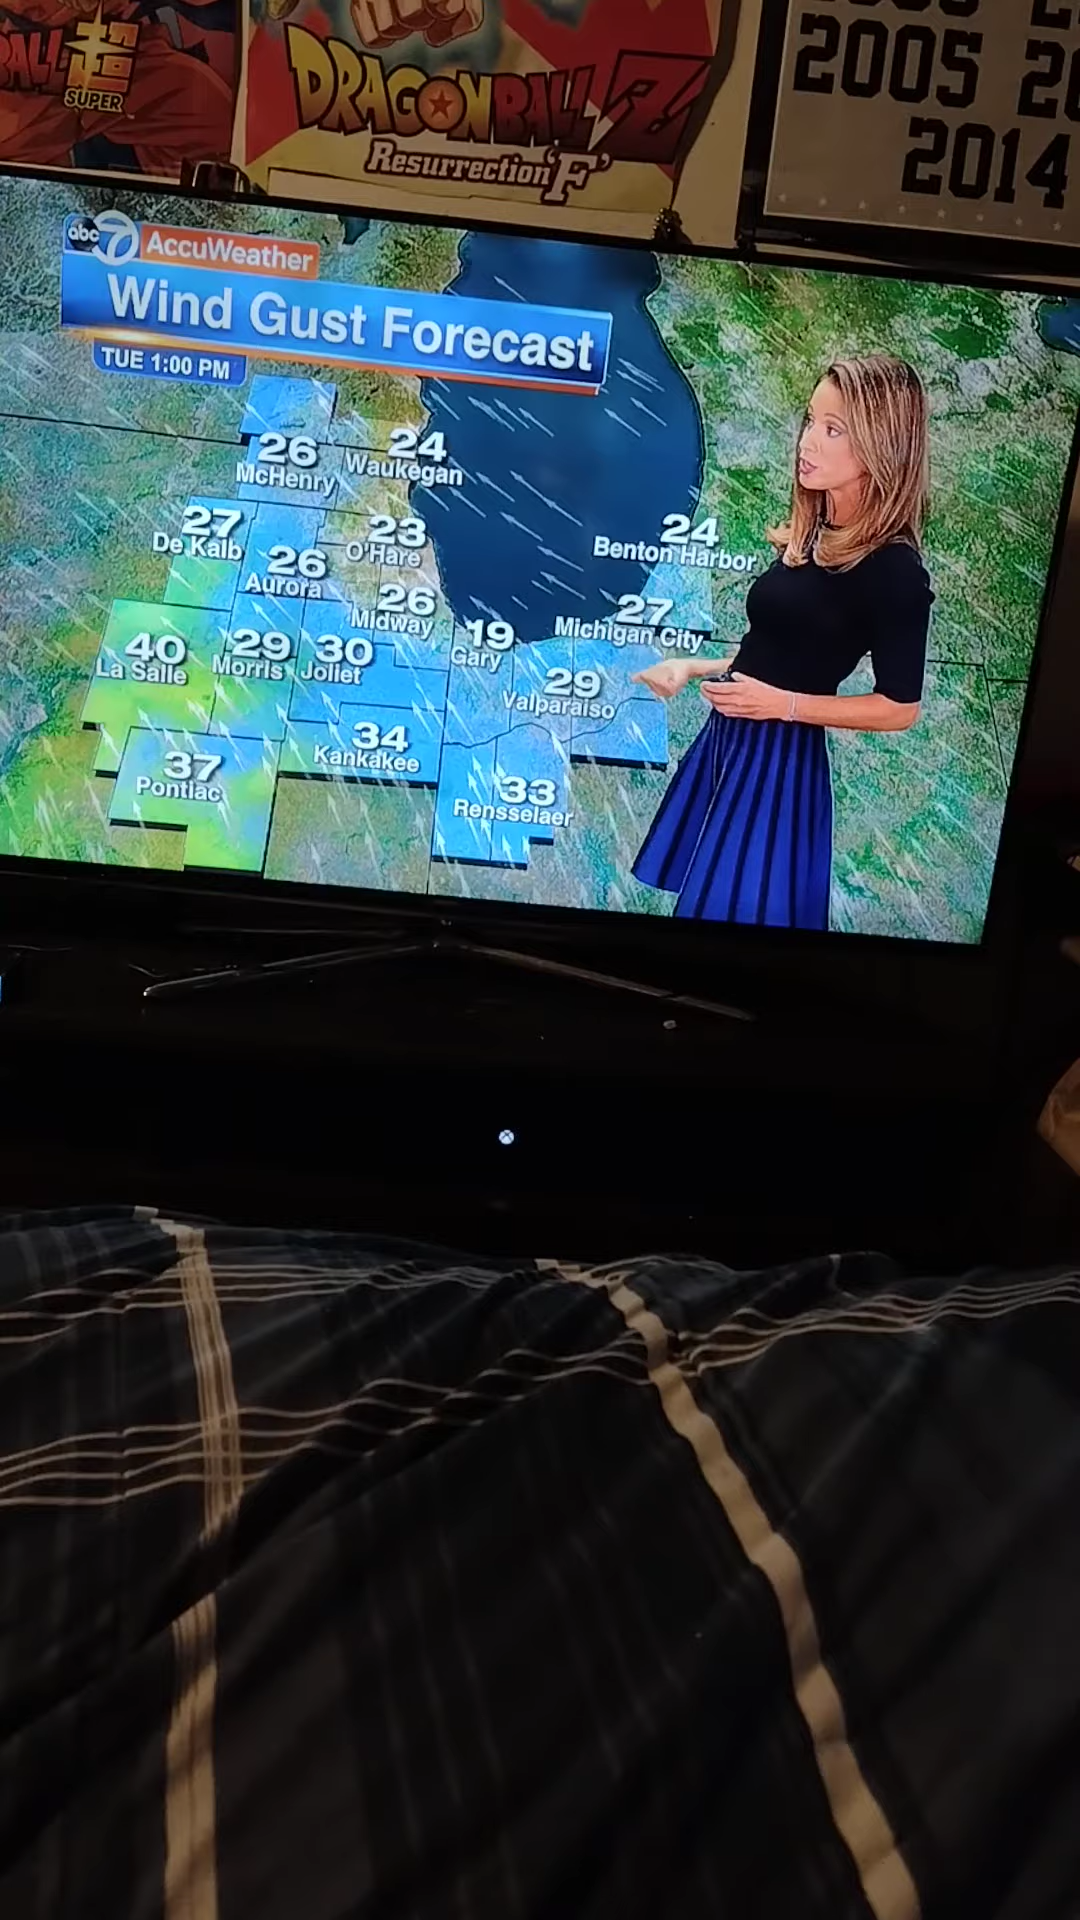 BALL
SUPER
DRAGONBALL Z
Resurrection 'F'
2005
2014
abc 7 AccuWeather
Wind Gust Forecast
TUE 1:00 PM
26
McHenry
24
Waukegan
27
De Kalb
26
Aurora
23
O'Hare
26
Midway
24
Benton Harbor
27
Michigan City
19
Gary
40
La Salle
29
Morris
30
Joliet
29
Valparaiso
34
Kankakee
37
Pontiac
33
Rensselaer